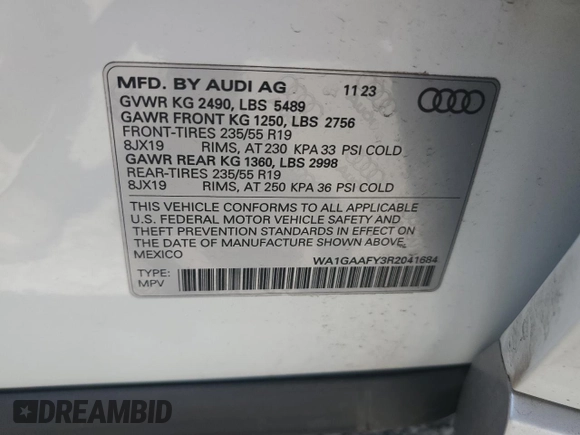 MFD. BY AUDI AG 11 23
GVWR KG 2490, LBS 5489
GAWR FRONT KG 1250, LBS 2756
FRONT-TIRES 235/55 R19
8JX19 RIMS, AT 230 KPA 33 PSI COLD
GAWR REAR KG 1360, LBS 2998
REAR-TIRES 235/55 R19
8JX19 RIMS, AT 250 KPA 36 PSI COLD
THIS VEHICLE CONFORMS TO ALL APPLICABLE
U.S. FEDERAL MOTOR VEHICLE SAFETY AND
THEFT PREVENTION STANDARDS IN EFFECT ON
THE DATE OF MANUFACTURE SHOWN ABOVE.
MEXICO
WA1GAAFY3R2041684
TYPE:
MPV
DREAMBID